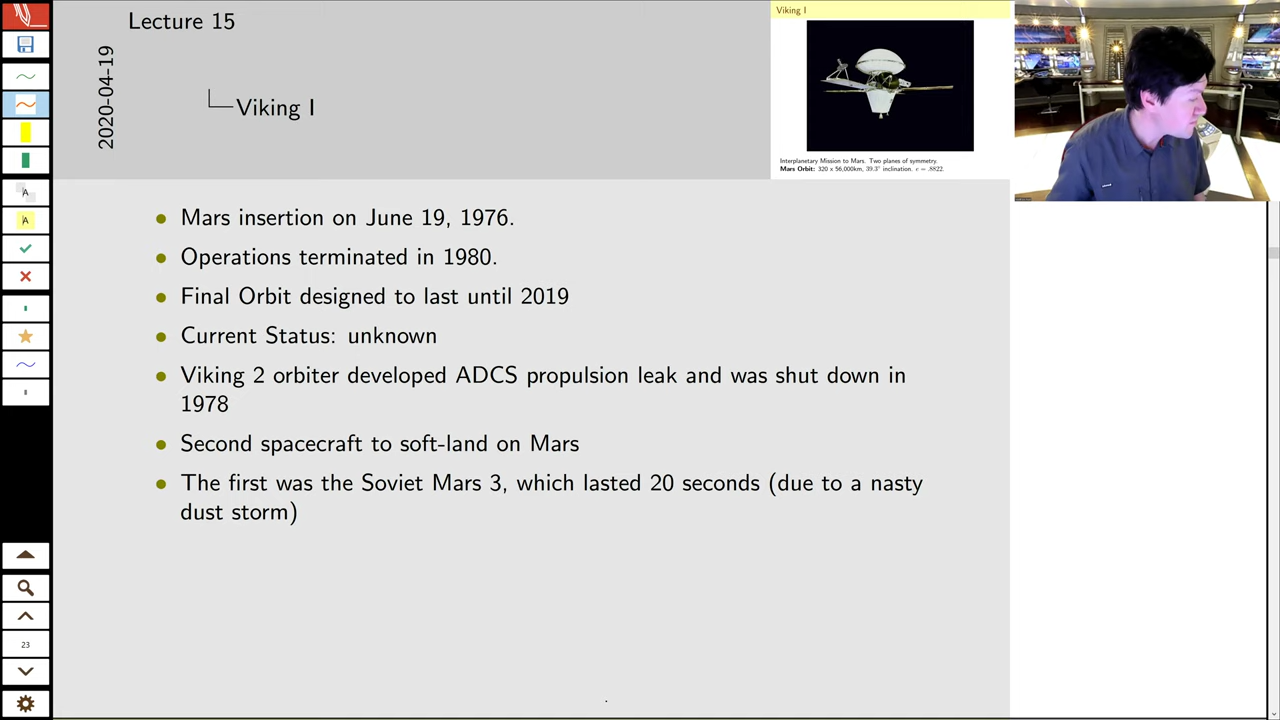 Lecture 15
2020-04-19
Viking I
Viking I
Interplanetary Mission to Mars. Two planes of symmetry.
Mars Orbit: 320 x 56,000km, 39.3° inclination. e = .8822.
• Mars insertion on June 19, 1976.
• Operations terminated in 1980.
• Final Orbit designed to last until 2019
• Current Status: unknown
• Viking 2 orbiter developed ADCS propulsion leak and was shut down in
1978
• Second spacecraft to soft-land on Mars
• The first was the Soviet Mars 3, which lasted 20 seconds (due to a nasty
dust storm)
A
A
23